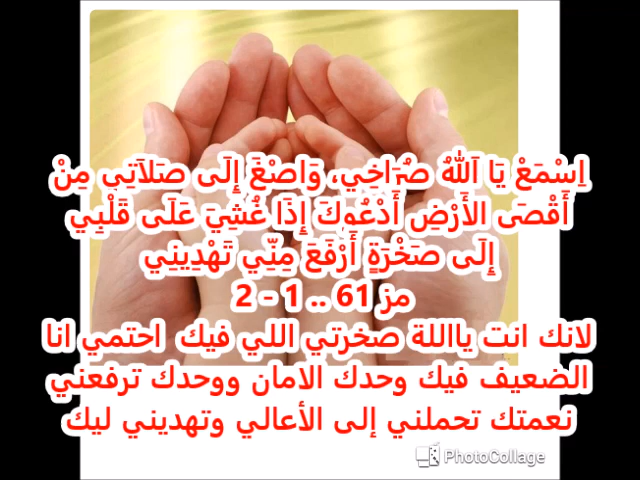 اِسْمَعْ يَا اَللهُ صُرَاخِي، وَاصْغَ إِلَى صَلاَتِي مِنْ
أَقْصَى الأَرْضِ أَدْعُوكَ إِذَا غُشِيَ عَلَى قَلْبِي
إِلَى صَخْرَةٍ أَرْفَعَ مِنِّي تَهْدِينِي
مز 61 .. 1 - 2
لانك انت ياالله صخرتي اللي فيك احتمي انا
الضعيف فيك وحدك الامان ووحدك ترفعني
نعمتك تحملني إلى الأعالي وتهديني ليك
PhotoCollage